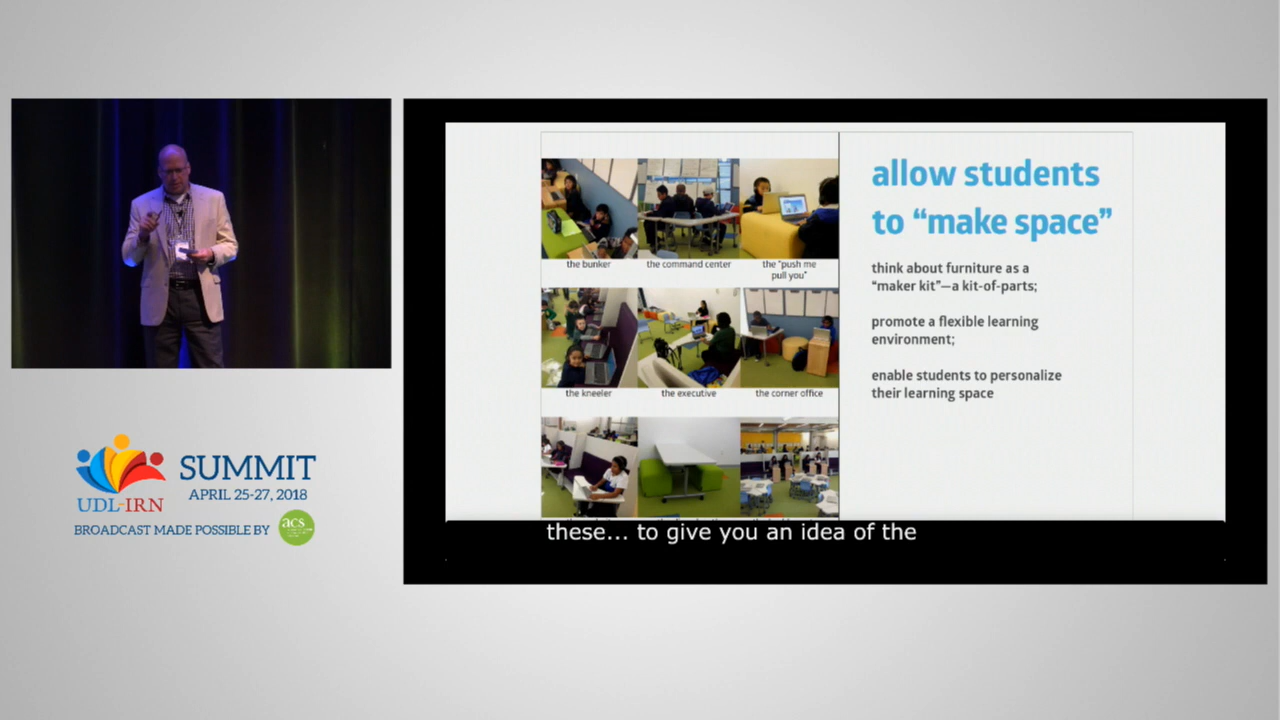 allow students
to “make space”
think about furniture as a
“maker kit”—a kit-of-parts;
promote a flexible learning
environment;
enable students to personalize
their learning space
the bunker
the command center
the "push me
pull you"
the kneeler
the executive
the corner office
these... to give you an idea of the
SUMMIT
APRIL 25-27, 2018
UDL-IRN
BROADCAST MADE POSSIBLE BY
acs